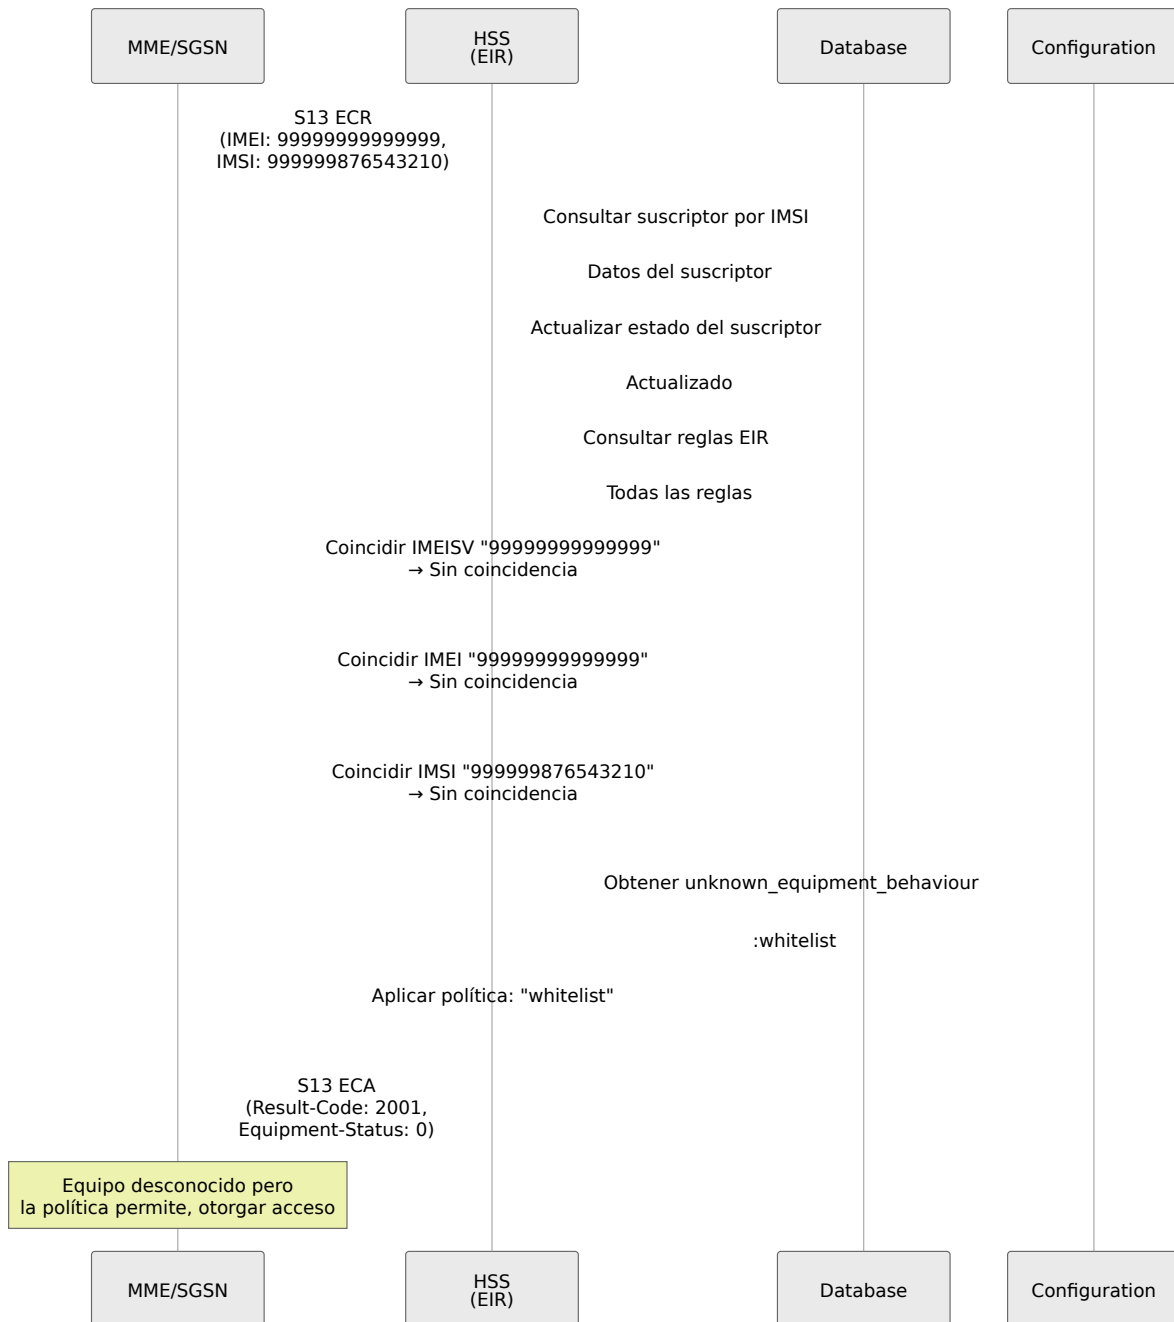 MME/SGSN
HSS
(EIR)
Database
Configuration
S13 ECR
(IMEI: 99999999999999,
IMSI: 999999876543210)
Consultar suscriptor por IMSI
Datos del suscriptor
Actualizar estado del suscriptor
Actualizado
Consultar reglas EIR
Todas las reglas
Coincidir IMEISV "99999999999999"
→ Sin coincidencia
Coincidir IMEI "99999999999999"
→ Sin coincidencia
Coincidir IMSI "999999876543210"
→ Sin coincidencia
Obtener unknown_equipment_behaviour
:whitelist
Aplicar política: "whitelist"
S13 ECA
(Result-Code: 2001,
Equipment-Status: 0)
Equipo desconocido pero
la política permite, otorgar acceso
MME/SGSN
HSS
(EIR)
Database
Configuration